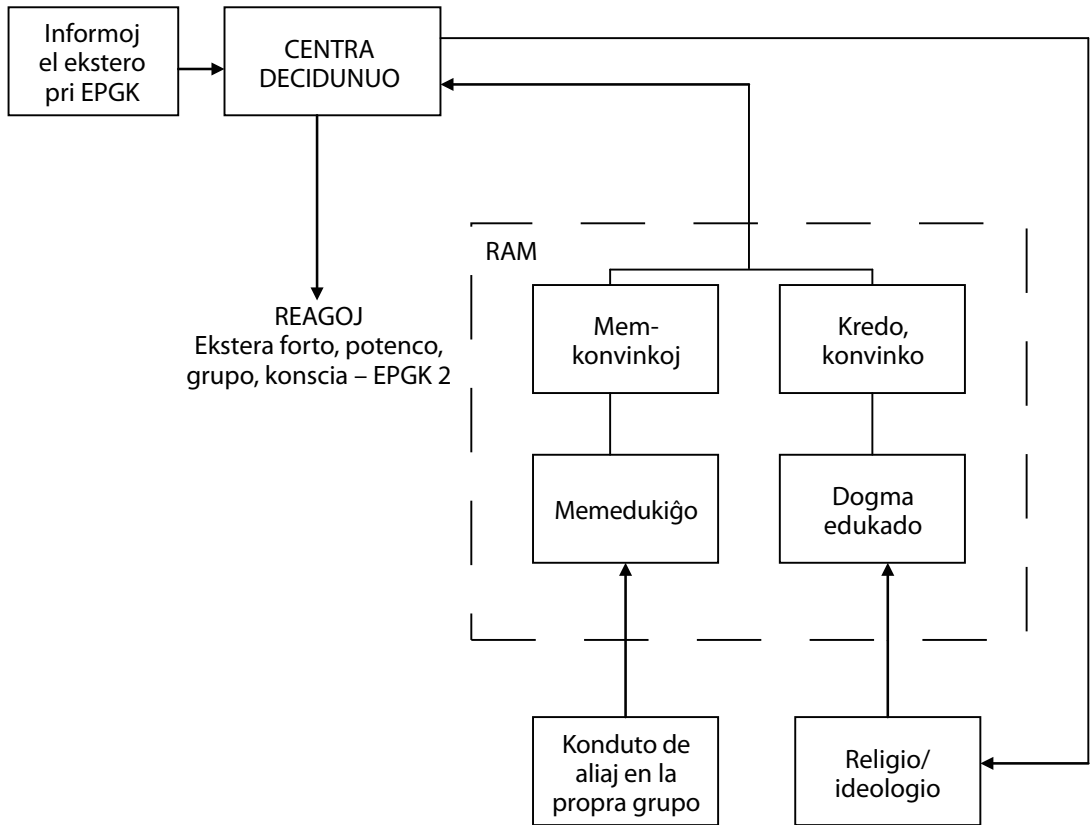 Informoj
el ekstero
pri EPGK
CENTRA
DECIDUNUO
REAGOJ
Ekstera forto, potenco,
grupo, konscia – EPGK 2
RAM
Mem-
konvinkoj
Kredo,
konvinko
Memedukiĝo
Dogma
edukado
Konduto de
aliaj en la
propra grupo
Religio/
ideologio